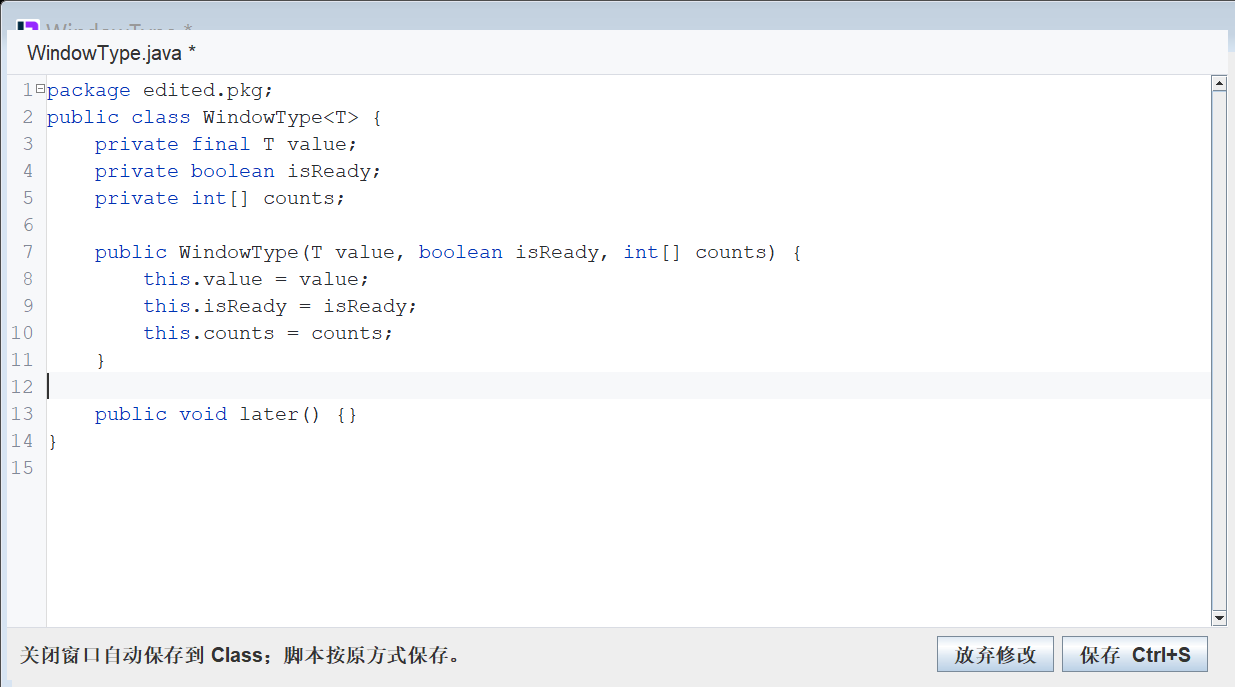 WindowType *
WindowType.java *
1 package edited.pkg;
2 public class WindowType<T> {
3     private final T value;
4     private boolean isReady;
5     private int[] counts;
6
7     public WindowType(T value, boolean isReady, int[] counts) {
8         this.value = value;
9         this.isReady = isReady;
10         this.counts = counts;
11     }
12
13     public void later() {}
14 }
15
关闭窗口自动保存到 Class；脚本按原方式保存。
放弃修改
保存 Ctrl+S